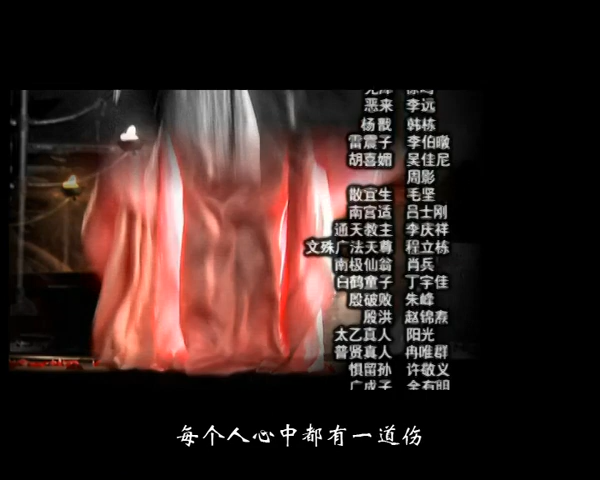 恶来 李远
杨戬 韩栋
雷震子 李伯暾
胡喜媚 吴佳尼
周影
散宜生 毛坚
南宫适 吕士刚
通天教主 李庆祥
文殊广法天尊 程立栋
南极仙翁 肖兵
白鹤童子 丁宇佳
殷破败 朱峰
殷洪 赵锦焘
太乙真人 阳光
普贤真人 冉唯群
惧留孙 许敬义
广成子
每个人心中都有一道伤